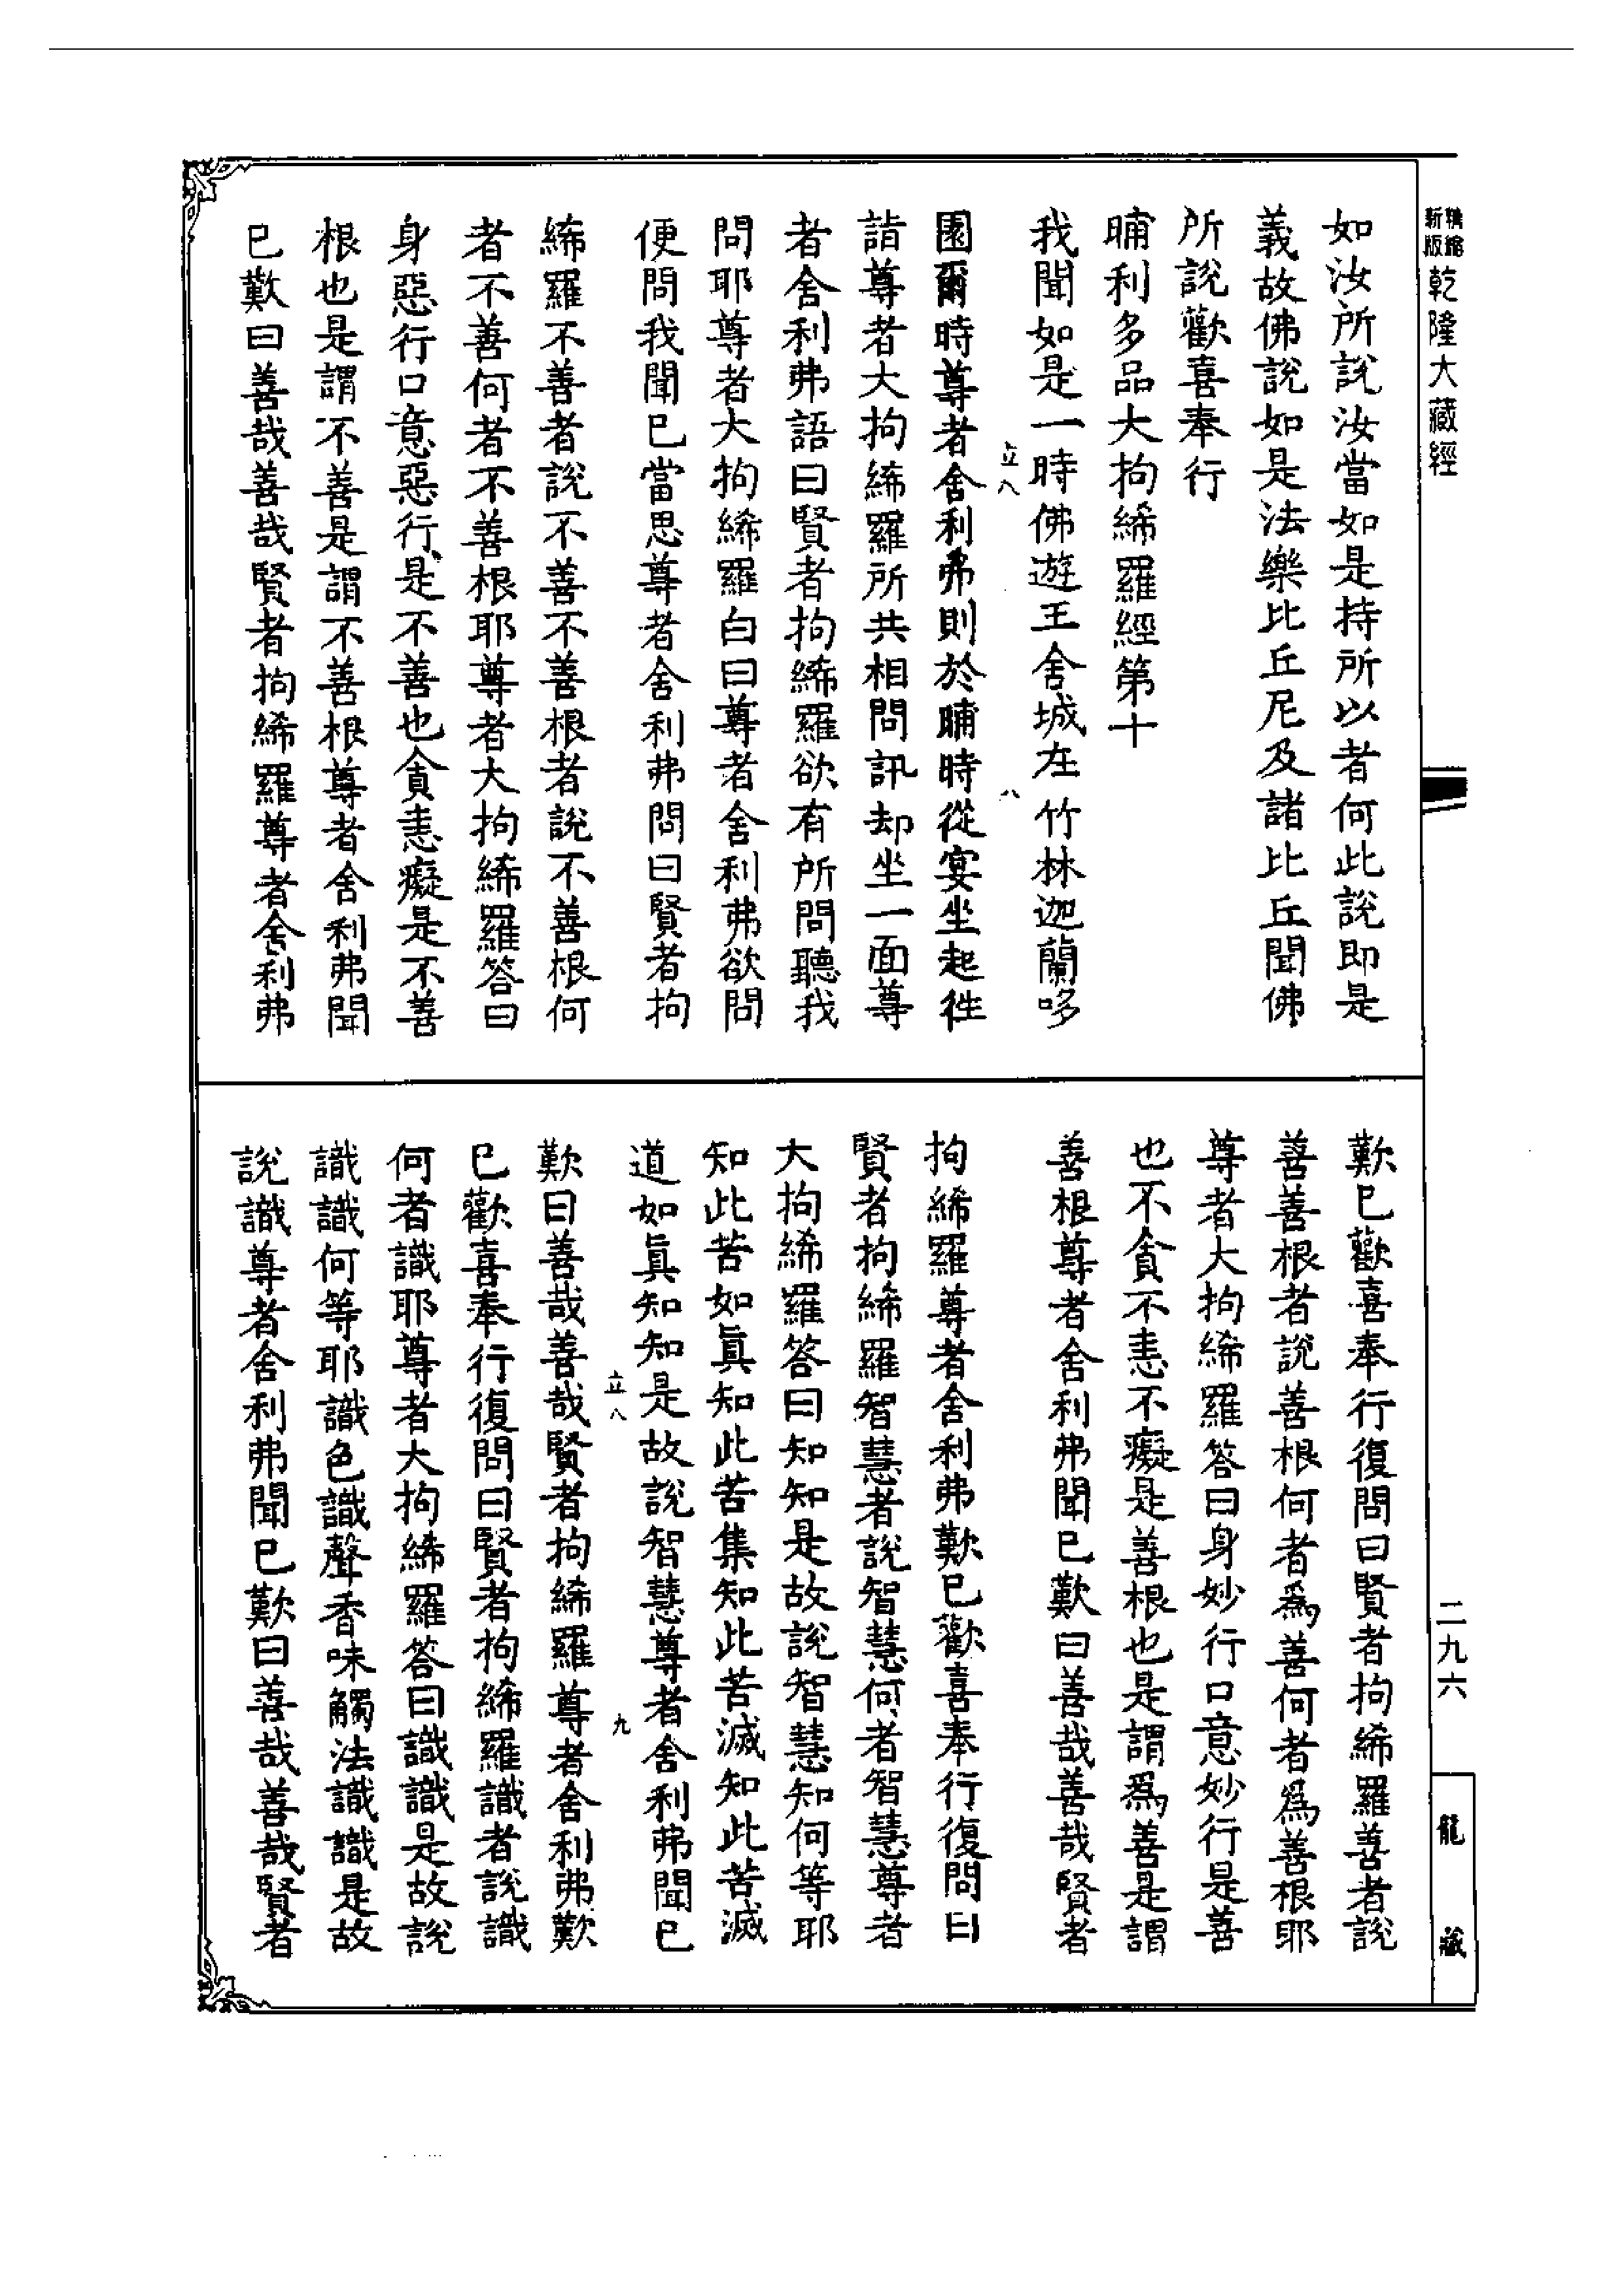 新版
精縮
乾隆大藏經
如汝所說汝當如是持所以者何此說即是
義故佛說如是法樂比丘尼及諸比丘聞佛
所說歡喜奉行
晡利多品大拘絺羅經第十
我聞如是一時佛遊王舍城在竹林迦蘭哆
立八
八
園爾時尊者舍利弗則於晡時從宴坐起往
詣尊者大拘絺羅所共相問訊却坐一面尊
者舍利弗語曰賢者拘絺羅欲有所問聽我
問耶尊者大拘絺羅白曰尊者舍利弗欲問
便問我聞已當思尊者舍利弗問曰賢者拘
絺羅不善者說不善不善根者說不善根何
者不善何者不善根耶尊者大拘絺羅答曰
身惡行口意惡行是不善也貪恚癡是不善
根也是謂不善是謂不善根尊者舍利弗聞
已歎曰善哉善哉賢者拘絺羅尊者舍利弗
歎已歡喜奉行復問曰賢者拘絺羅善者說
善善根者說善根何者爲善何者爲善根耶
尊者大拘絺羅答曰身妙行口意妙行是善
也不貪不恚不癡是善根也是謂爲善是謂
善根尊者舍利弗聞已歎曰善哉善哉賢者
拘絺羅尊者舍利弗歎已歡喜奉行復問曰
賢者拘絺羅智慧者說智慧何者智慧尊者
大拘絺羅答曰知知是故說智慧知何等耶
知此苦如眞知此苦集知此苦滅知此苦滅
道如眞知知是故說智慧尊者舍利弗聞已
立八
九
歎曰善哉善哉賢者拘絺羅尊者舍利弗歎
已歡喜奉行復問曰賢者拘絺羅識者說識
何者識耶尊者大拘絺羅答曰識識是故說
識識何等耶識色識聲香味觸法識識是故
說識尊者舍利弗聞已歎曰善哉善哉賢者
二九六
龍藏